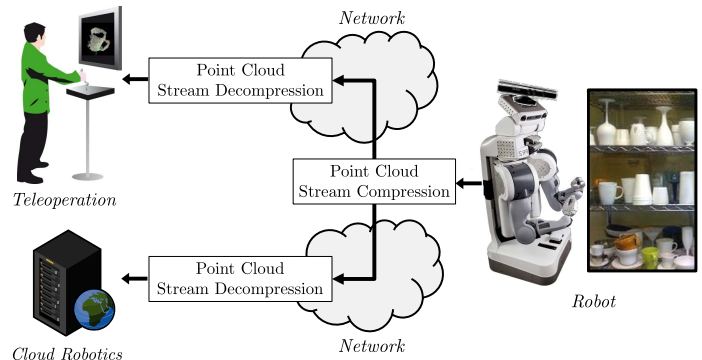 Network
Point Cloud
Stream Decompression
Teleoperation
Point Cloud
Stream Compression
Point Cloud
Stream Decompression
Robot
Network
Cloud Robotics